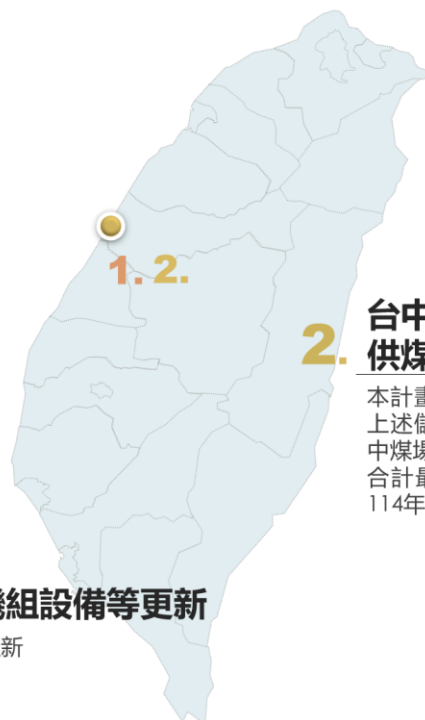 1. 2.
2.
台中
供煤
本計畫
上述儲
中煤場
合計最
114年
組設備等更新
新